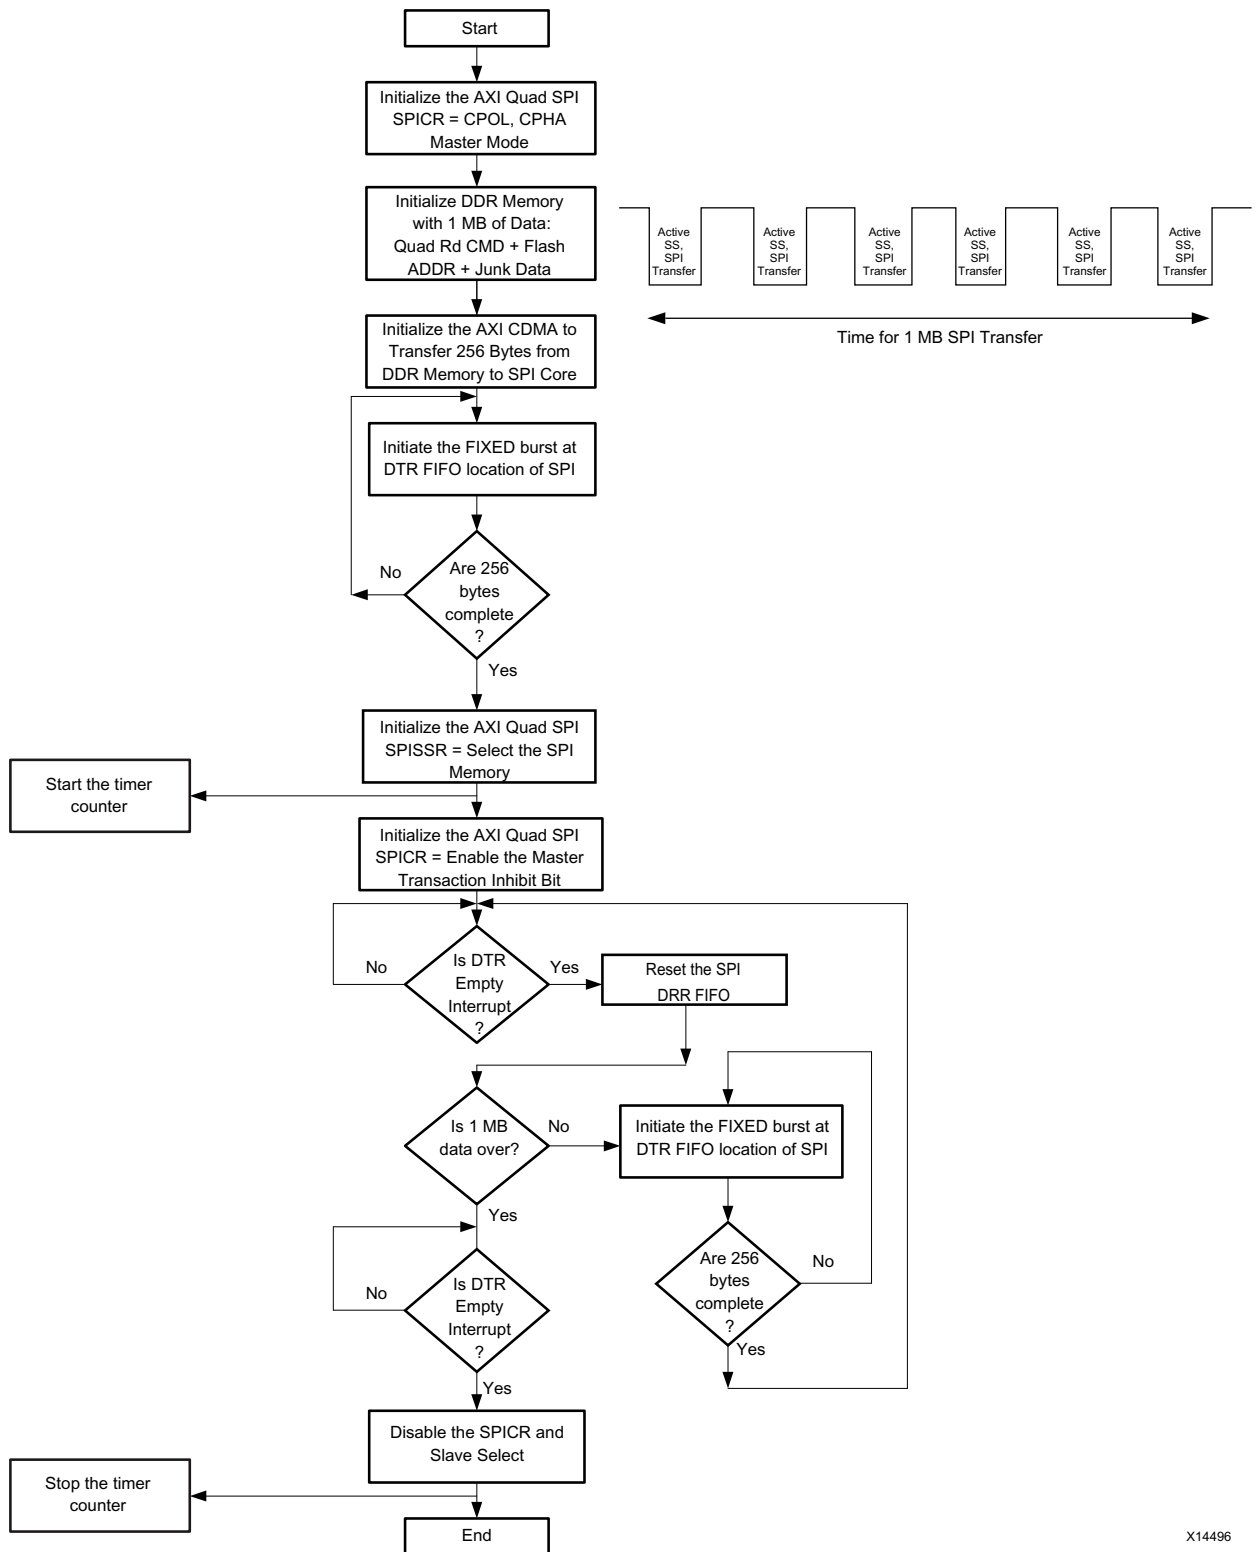 Start
Initialize the AXI Quad SPI
SPICR = CPOL, CPHA
Master Mode
Initialize DDR Memory
with 1 MB of Data:
Quad Rd CMD + Flash
ADDR + Junk Data
Active
SS,
SPI
Transfer
Active
SS,
SPI
Transfer
Active
SS,
SPI
Transfer
Active
SS,
SPI
Transfer
Active
SS,
SPI
Transfer
Active
SS,
SPI
Transfer
Time for 1 MB SPI Transfer
Initialize the AXI CDMA to
Transfer 256 Bytes from
DDR Memory to SPI Core
Initiate the FIXED burst at
DTR FIFO location of SPI
No
Are 256
bytes
complete
?
Yes
Initialize the AXI Quad SPI
SPISSR = Select the SPI
Memory
Start the timer
counter
Initialize the AXI Quad SPI
SPICR = Enable the Master
Transaction Inhibit Bit
No
Is DTR
Empty
Interrupt
?
Yes
Reset the SPI
DRR FIFO
Is 1 MB
data over?
No
Initiate the FIXED burst at
DTR FIFO location of SPI
Yes
Are 256
bytes
complete
?
No
Yes
No
Is DTR
Empty
Interrupt
?
Yes
Disable the SPICR and
Slave Select
Stop the timer
counter
End
X14496